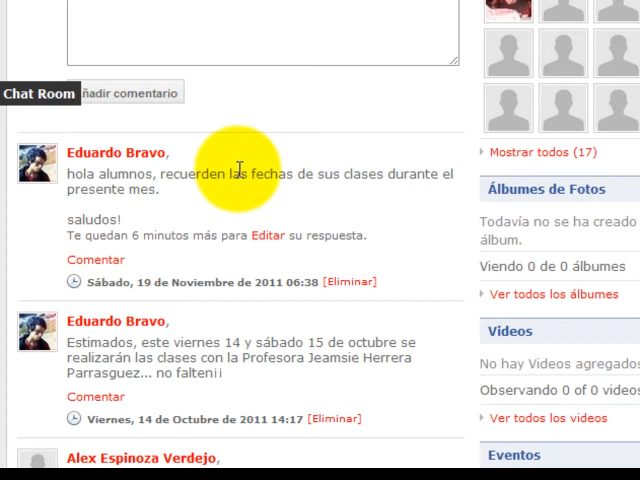 Chat Room
ñadir comentario
Eduardo Bravo,
hola alumnos, recuerden las fechas de sus clases durante el
presente mes.
saludos!
Te quedan 6 minutos más para Editar su respuesta.
Comentar
Sábado, 19 de Noviembre de 2011 06:38 [Eliminar]
Eduardo Bravo,
Estimados, este viernes 14 y sábado 15 de octubre se
realizarán las clases con la Profesora Jeamsie Herrera
Parrasguez... no falten¡¡
Comentar
Viernes, 14 de Octubre de 2011 14:17 [Eliminar]
Alex Espinoza Verdejo,
Mostrar todos (17)
Álbumes de Fotos
Todavía no se ha creado
álbum.
Viendo 0 de 0 álbumes
Ver todos los álbumes
Videos
No hay Videos agregados
Observando 0 of 0 videos
Ver todos los videos
Eventos